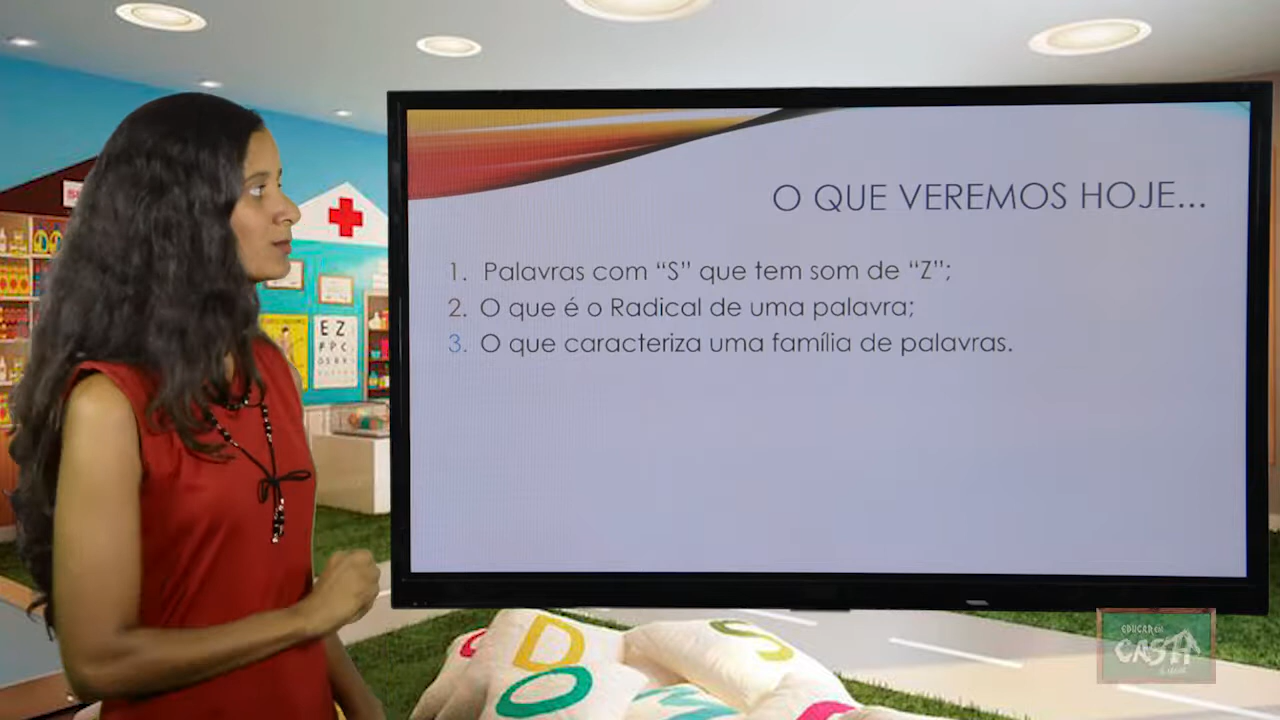 O QUE VEREMOS HOJE...
1. Palavras com “S” que tem som de “Z”;
2. O que é o Radical de uma palavra;
3. O que caracteriza uma família de palavras.
E Z
F P C
D
O
S
EDUCAR EM
CASA